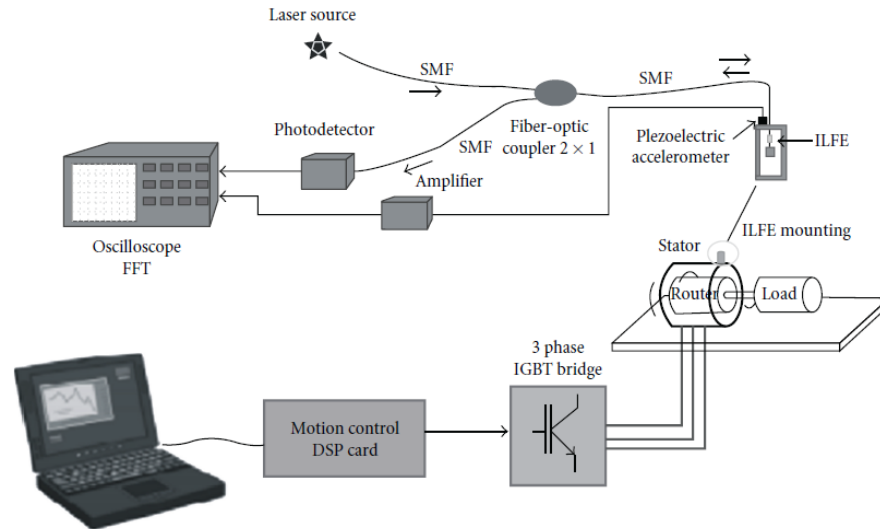 Laser source
SMF
SMF
Photodetector
SMF
Fiber-optic
coupler 2 × 1
Plezoelectric
accelerometer
ILFE
Amplifier
Oscilloscope
FFT
ILFE mounting
Stator
Router
Load
3 phase
IGBT bridge
Motion control
DSP card